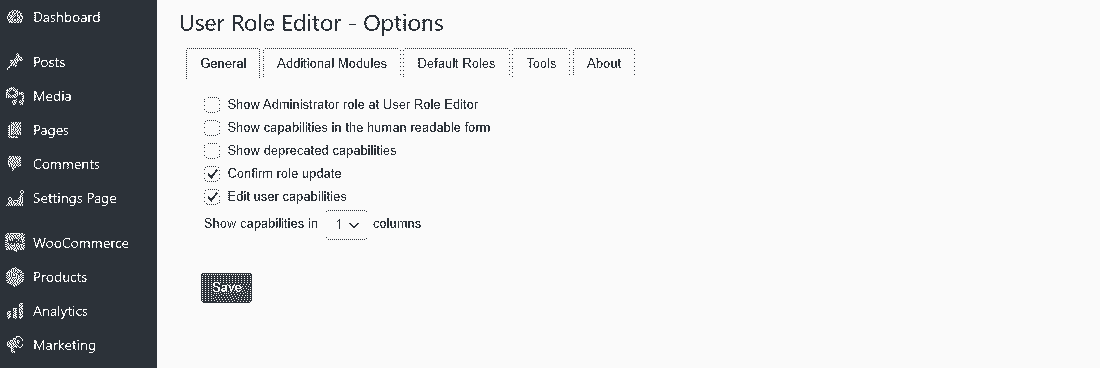 Dashboard
Posts
Media
Pages
Comments
Settings Page
WooCommerce
Products
Analytics
Marketing
User Role Editor - Options
General Additional Modules Default Roles Tools About
Show Administrator role at User Role Editor
Show capabilities in the human readable form
Show deprecated capabilities
Confirm role update
Edit user capabilities
Show capabilities in 1 columns
Save